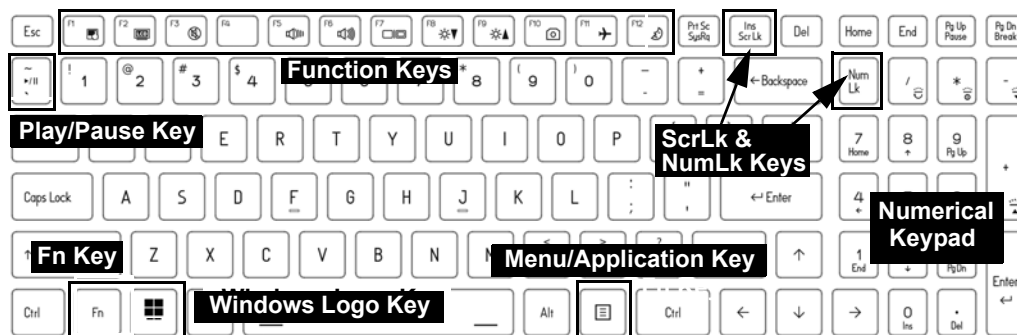 Esc F1 F2 F3 F4 F5 F6 F7 F8 F9 F10 F11 F12 Prt Sc SysRq Ins Scr Lk Del Home End Pg Up Pause Pg Dn Break
~ ` ! 1 @ 2 # 3 $ 4 * 8 ( 9 ) 0 _ - + = ← Backspace Num Lk / * -
Function Keys
Play/Pause Key
E R T Y U I O P 7 Home 8 ↑ 9 Pg Up +
ScrLk &
NumLk Keys
Caps Lock A S D F G H J K L : ; " ' ↵ Enter 4 ←
Numerical
Keypad
Fn Key
Z X C V B N ↑ 1 End ↓ Pg Dn Enter ↵
Menu/Application Key
Ctrl Fn Alt Ctrl ← ↓ → 0 Ins . Del
Windows Logo Key